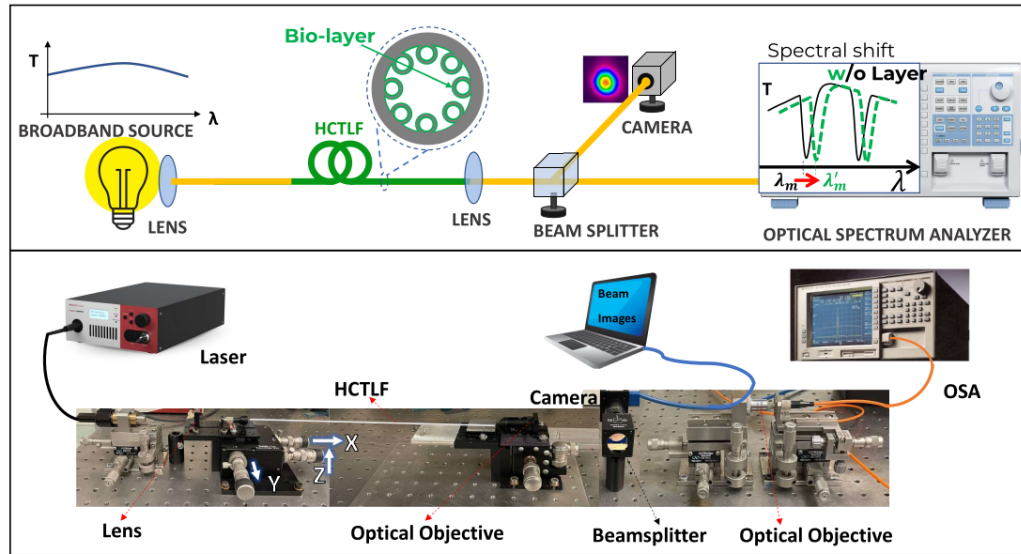 Bio-layer
T
λ
BROADBAND SOURCE
LENS
HCTLF
LENS
BEAM SPLITTER
CAMERA
Spectral shift
w/o Layer
T
λm
λ'm
λ
OPTICAL SPECTRUM ANALYZER
Laser
HCTLF
Beam
Images
Camera
OSA
X
Z
Y
Lens
Optical Objective
Beamsplitter
Optical Objective